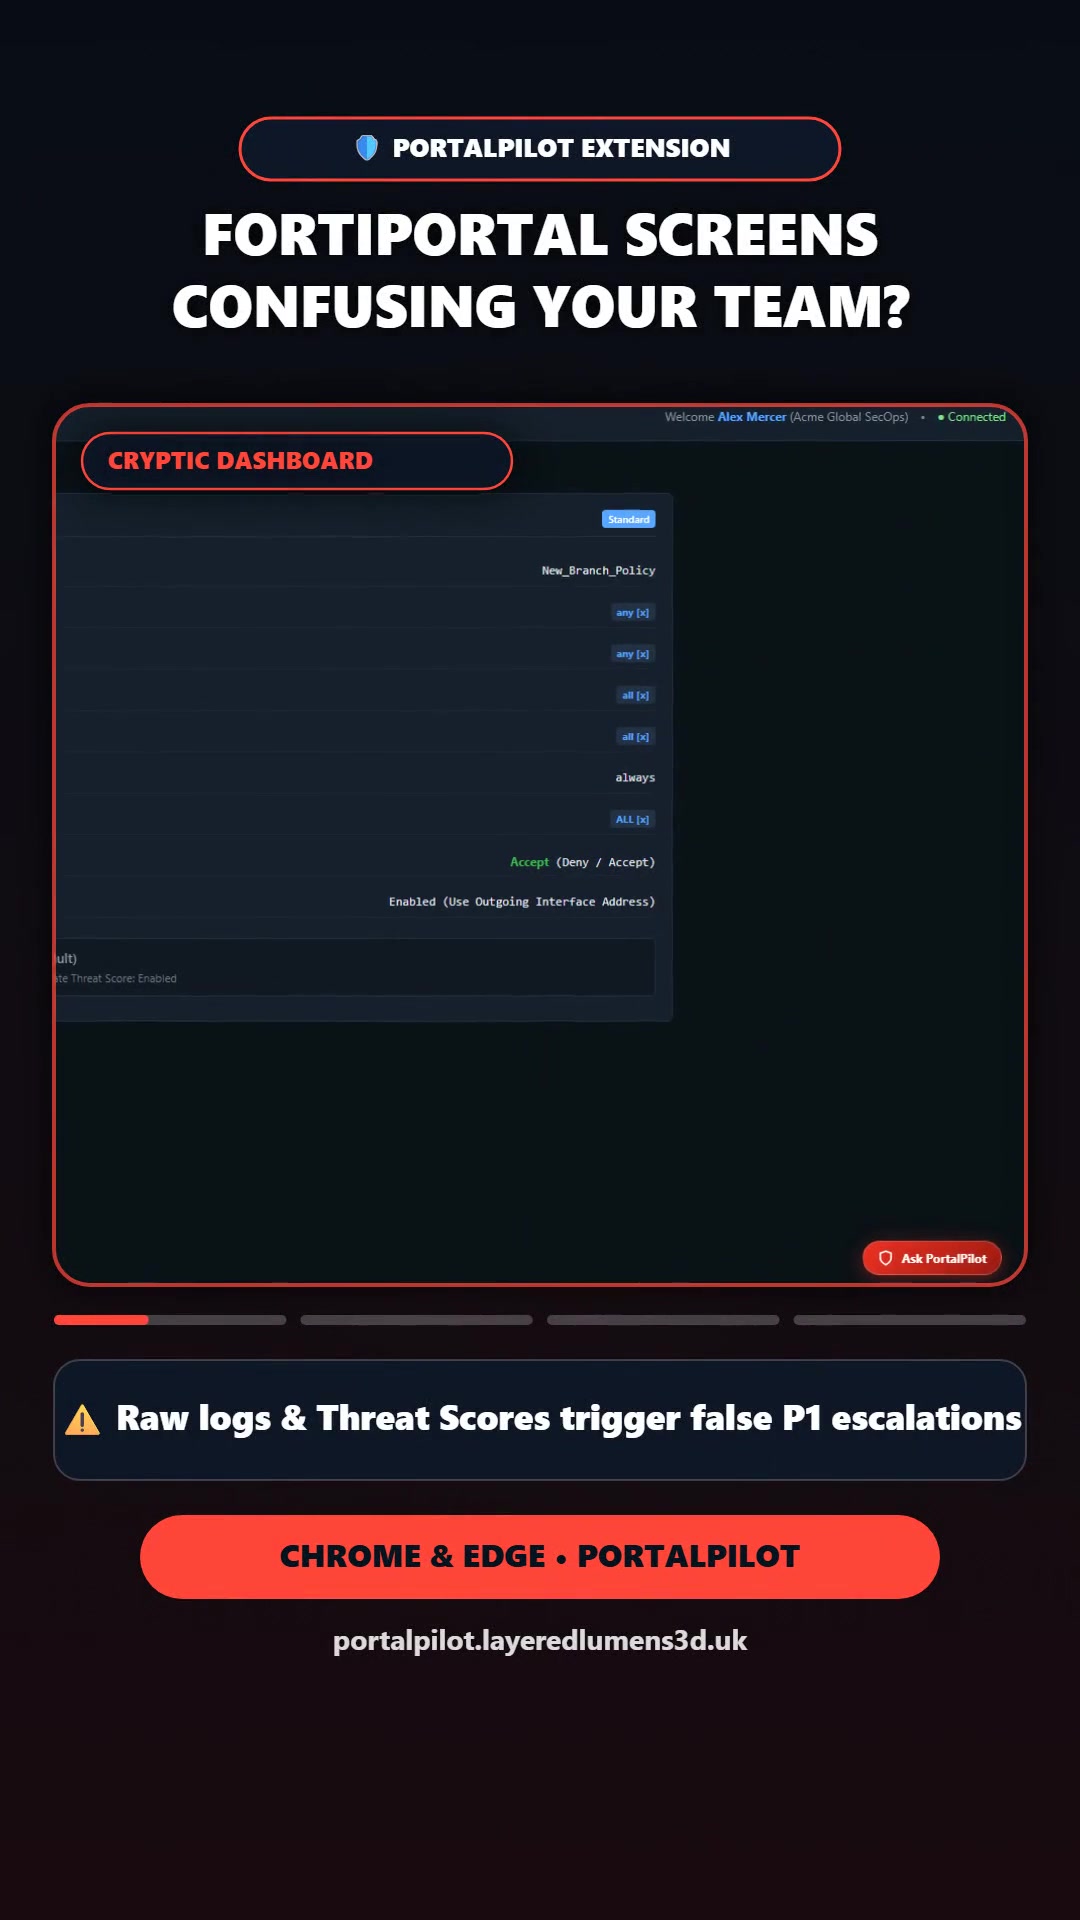 PORTALPILOT EXTENSION
FORTIPORTAL SCREENS
CONFUSING YOUR TEAM?
Welcome Alex Mercer (Acme Global SecOps) • ● Connected
CRYPTIC DASHBOARD
Standard
New_Branch_Policy
any [x]
any [x]
all [x]
all [x]
always
ALL [x]
Accept (Deny / Accept)
Enabled (Use Outgoing Interface Address)
ult)
ate Threat Score: Enabled
Ask PortalPilot
⚠ Raw logs & Threat Scores trigger false P1 escalations
CHROME & EDGE • PORTALPILOT
portalpilot.layeredlumens3d.uk